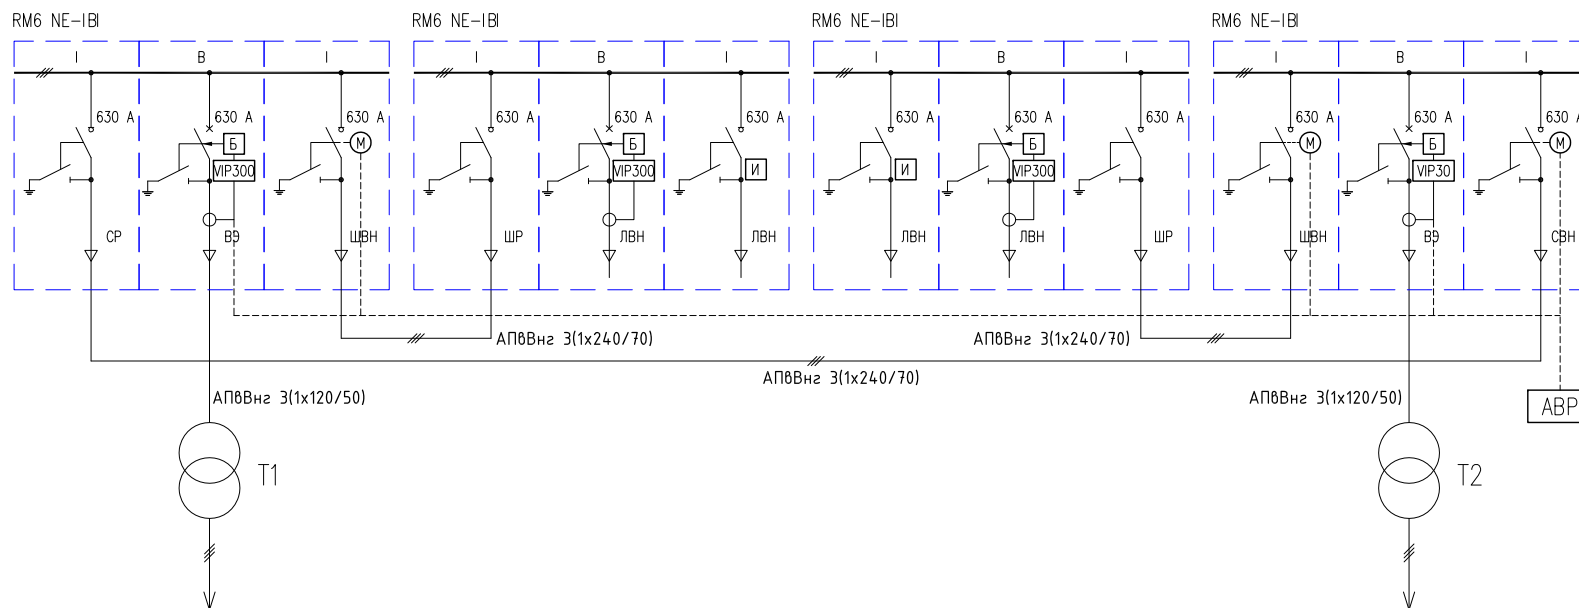 RM6 NE-IBI RM6 NE-IBI RM6 NE-IBI RM6 NE-IBI
I B I I B I I B I I B I
630 А 630 А 630 А 630 А 630 А 630 А 630 А 630 А 630 А 630 А 630 А 630 А
Б М Б Б М Б М
VIP300 VIP300 И И VIP300 VIP30
СР ВЭ ШВН ШР ЛВН ЛВН ЛВН ЛВН ШР ШВН ВЭ СВН
АПвВнг 3(1х240/70) АПвВнг 3(1х240/70)
АПвВнг 3(1х240/70)
АПвВнг 3(1х120/50) АПвВнг 3(1х120/50)
АВР
Т1 Т2